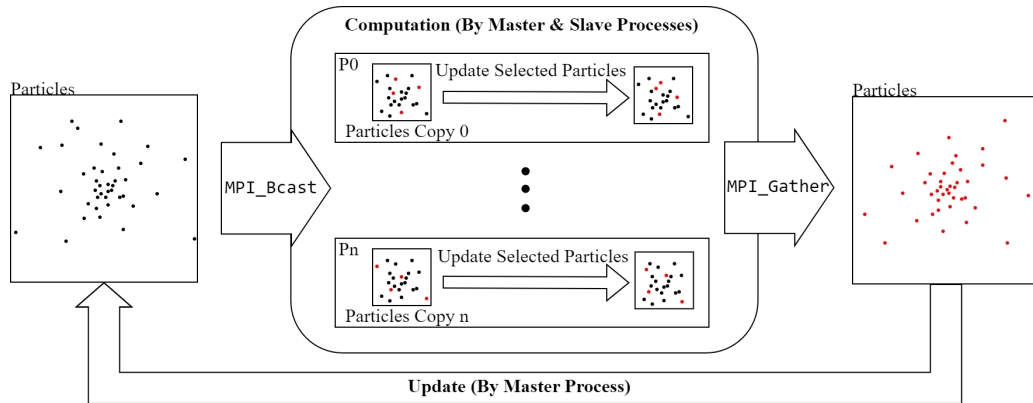 Computation (By Master & Slave Processes)
Particles
MPI_Bcast
P0
Update Selected Particles
Particles Copy 0
Pn
Update Selected Particles
Particles Copy n
MPI_Gather
Particles
Update (By Master Process)